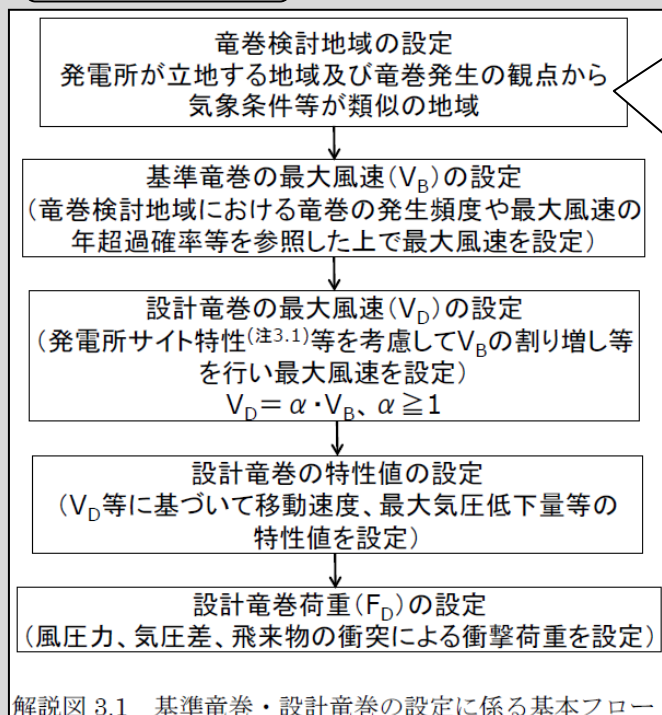 竜巻検討地域の設定
発電所が立地する地域及び竜巻発生の観点から
気象条件等が類似の地域
基準竜巻の最大風速(VB)の設定
(竜巻検討地域における竜巻の発生頻度や最大風速の
年超過確率等を参照した上で最大風速を設定)
設計竜巻の最大風速(VD)の設定
(発電所サイト特性(注3.1)等を考慮してVBの割り増し等
を行い最大風速を設定)
VD=α・VB、α≧1
設計竜巻の特性値の設定
(VD等に基づいて移動速度、最大気圧低下量等の
特性値を設定)
設計竜巻荷重(FD)の設定
(風圧力、気圧差、飛来物の衝突による衝撃荷重を設定)
解説図 3.1 基準竜巻・設計竜巻の設定に係る基本フロー